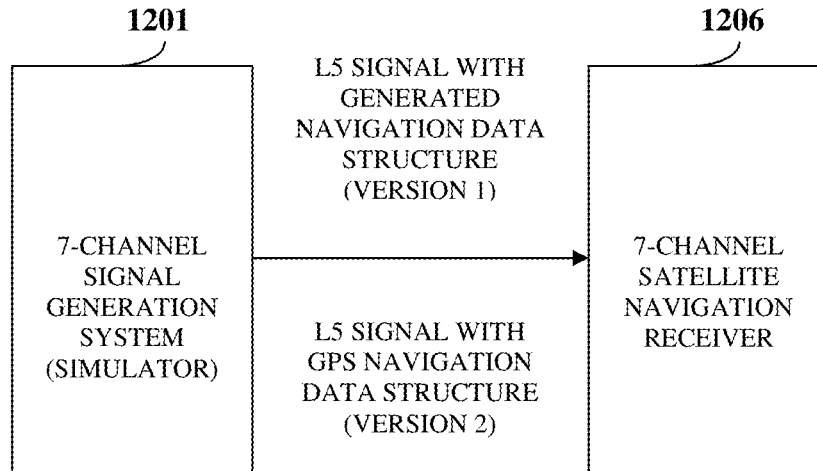 1201
1206
L5 SIGNAL WITH
GENERATED
NAVIGATION DATA
STRUCTURE
(VERSION 1)
7-CHANNEL
SIGNAL
GENERATION
SYSTEM
(SIMULATOR)
7-CHANNEL
SATELLITE
NAVIGATION
RECEIVER
L5 SIGNAL WITH
GPS NAVIGATION
DATA STRUCTURE
(VERSION 2)